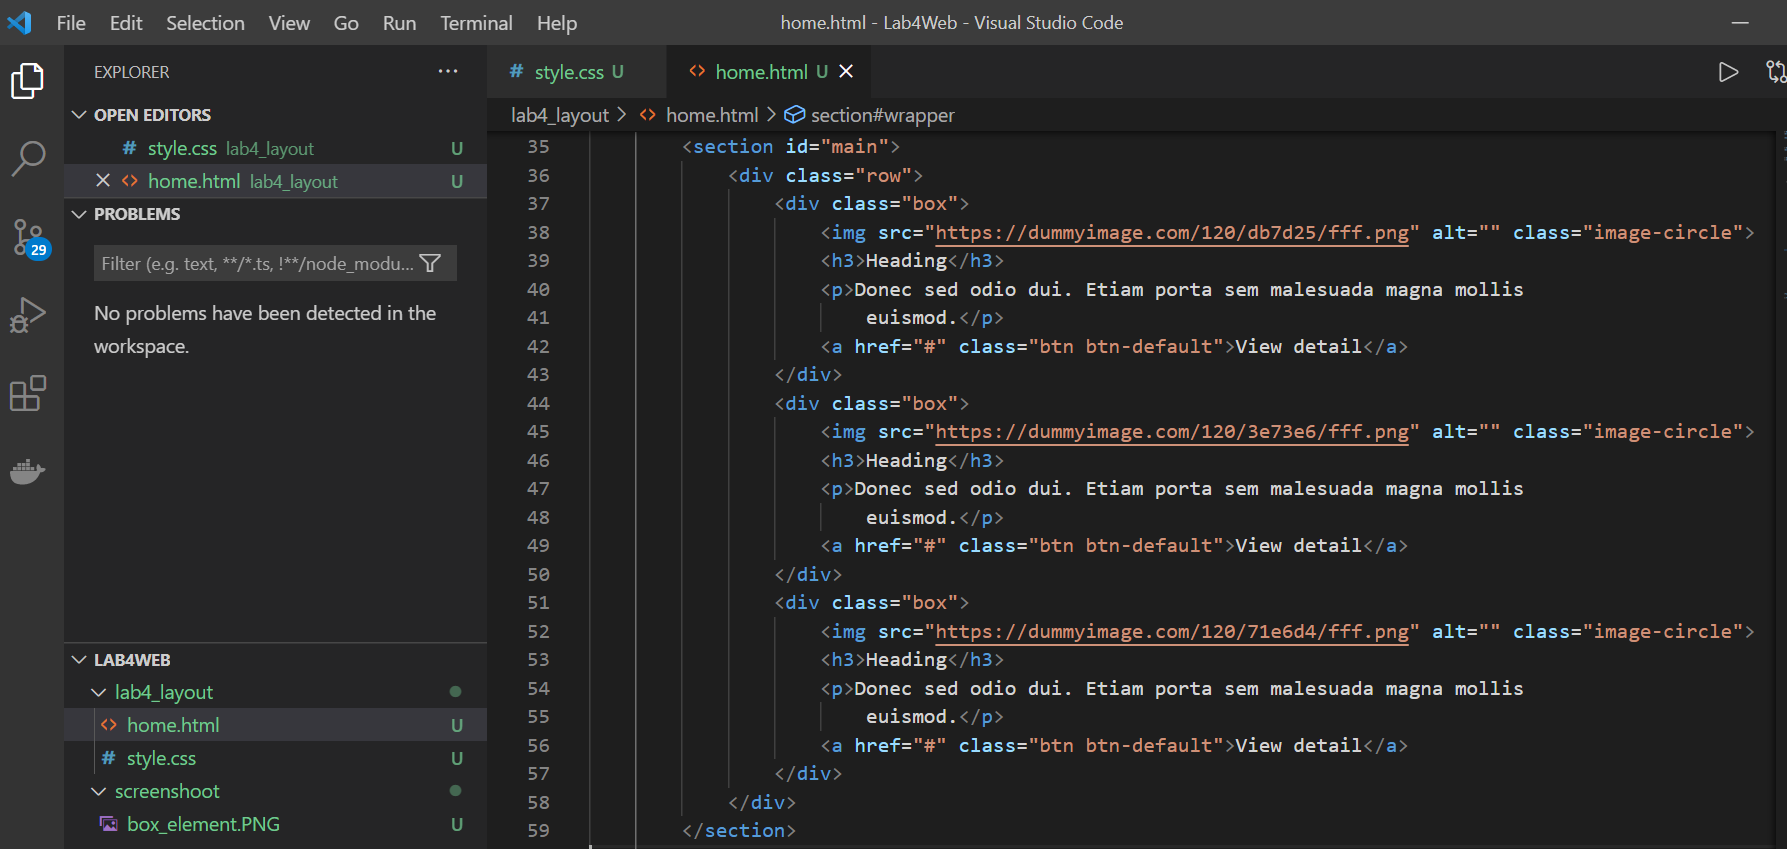 File Edit Selection View Go Run Terminal Help
home.html - Lab4Web - Visual Studio Code
EXPLORER
OPEN EDITORS
# style.css lab4_layout U
home.html lab4_layout U
PROBLEMS
Filter (e.g. text, **/*.ts, !**/node_modu...
No problems have been detected in the
workspace.
29
LAB4WEB
lab4_layout
home.html U
# style.css U
screenshoot
box_element.PNG U
# style.css U
home.html U
lab4_layout > home.html > section#wrapper
35 <section id="main">
36 <div class="row">
37 <div class="box">
38 <img src="https://dummyimage.com/120/db7d25/fff.png" alt="" class="image-circle">
39 <h3>Heading</h3>
40 <p>Donec sed odio dui. Etiam porta sem malesuada magna mollis
41 euismod.</p>
42 <a href="#" class="btn btn-default">View detail</a>
43 </div>
44 <div class="box">
45 <img src="https://dummyimage.com/120/3e73e6/fff.png" alt="" class="image-circle">
46 <h3>Heading</h3>
47 <p>Donec sed odio dui. Etiam porta sem malesuada magna mollis
48 euismod.</p>
49 <a href="#" class="btn btn-default">View detail</a>
50 </div>
51 <div class="box">
52 <img src="https://dummyimage.com/120/71e6d4/fff.png" alt="" class="image-circle">
53 <h3>Heading</h3>
54 <p>Donec sed odio dui. Etiam porta sem malesuada magna mollis
55 euismod.</p>
56 <a href="#" class="btn btn-default">View detail</a>
57 </div>
58 </div>
59 </section>